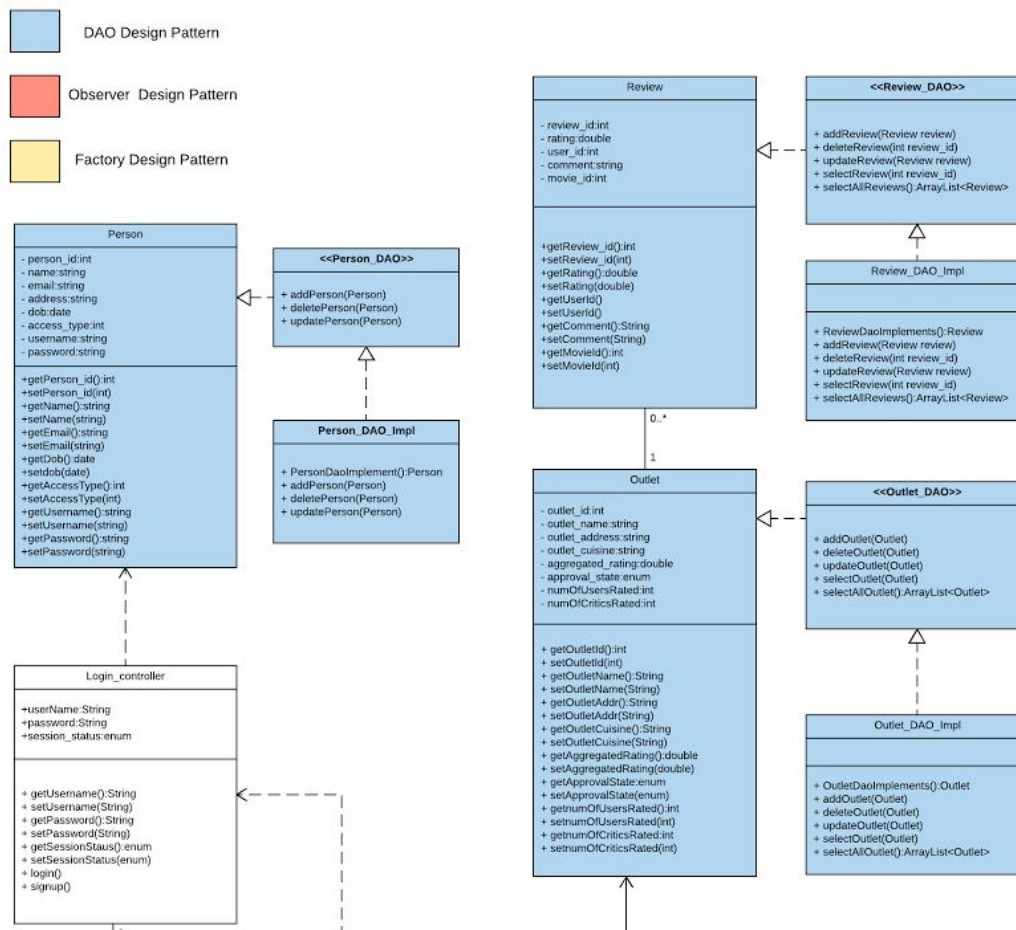 DAO Design Pattern
Observer Design Pattern
Factory Design Pattern
Person
- person_id:int
- name:string
- email:string
- address:string
- dob:date
- access_type:int
- username:string
- password:string
+getPerson_id():int
+setPerson_id(int)
+getName():string
+setName(string)
+getEmail():string
+setEmail(string)
+getDob():date
+setdob(date)
+getAccessType():int
+setAccessType(int)
+getUsername():string
+setUsername(string)
+getPassword():string
+setPassword(string)
<<Person_DAO>>
+ addPerson(Person)
+ deletePerson(Person)
+ updatePerson(Person)
Person_DAO_Impl
+ PersonDaoImplement():Person
+ addPerson(Person)
+ deletePerson(Person)
+ updatePerson(Person)
Login_controller
+userName:String
+password:String
+session_status:enum
+ getUsername():String
+ setUsername(String)
+ getPassword():String
+ setPassword(String)
+ getSessionStaus():enum
+ setSessionStatus(enum)
+ login()
+ signup()
Review
- review_id:int
- rating:double
- user_id:int
- comment:string
- movie_id:int
+getReview_id():int
+setReview_id(int)
+getRating():double
+setRating(double)
+getUserId()
+setUserId()
+getComment():String
+setComment(String)
+getMovieId():int
+setMovieId(int)
<<Review_DAO>>
+ addReview(Review review)
+ deleteReview(int review_id)
+ updateReview(Review review)
+ selectReview(int review_id)
+ selectAllReviews():ArrayList<Review>
Review_DAO_Impl
+ ReviewDaoImplements():Review
+ addReview(Review review)
+ deleteReview(int review_id)
+ updateReview(Review review)
+ selectReview(int review_id)
+ selectAllReviews():ArrayList<Review>
0..*
1
Outlet
- outlet_id:int
- outlet_name:string
- outlet_address:string
- outlet_cuisine:string
- aggregated_rating:double
- approval_state:enum
- numOfUsersRated:int
- numOfCriticsRated:int
+ getOutletId():int
+ setOutletId(int)
+ getOutletName():String
+ setOutletName(String)
+ getOutletAddr():String
+ setOutletAddr(String)
+ getOutletCuisine():String
+ setOutletCuisine(String)
+ getAggregatedRating():double
+ setAggregatedRating(double)
+ getApprovalState:enum
+ setApprovalState(enum)
+ getnumOfUsersRated():int
+ setnumOfUsersRated(int)
+ getnumOfCriticsRated:int
+ setnumOfCriticsRated(int)
<<Outlet_DAO>>
+ addOutlet(Outlet)
+ deleteOutlet(Outlet)
+ updateOutlet(Outlet)
+ selectOutlet(Outlet)
+ selectAllOutlet():ArrayList<Outlet>
Outlet_DAO_Impl
+ OutletDaoImplements():Outlet
+ addOutlet(Outlet)
+ deleteOutlet(Outlet)
+ updateOutlet(Outlet)
+ selectOutlet(Outlet)
+ selectAllOutlet():ArrayList<Outlet>